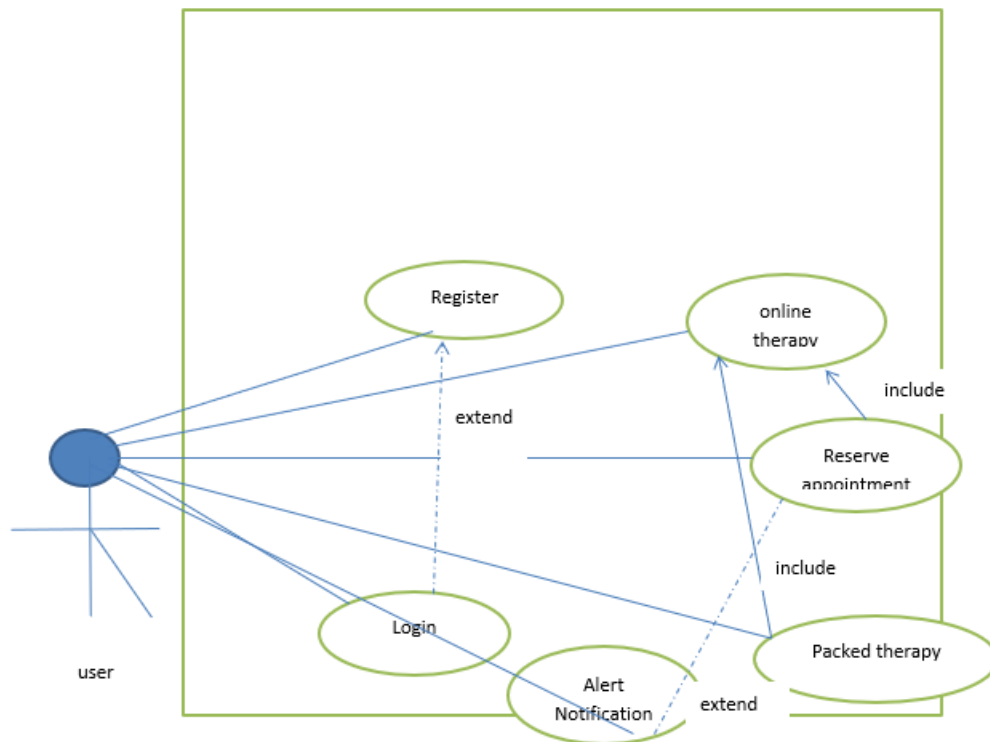 Register
online
therapy
include
extend
Reserve
appointment
include
Login
Packed therapy
user
Alert
Notification
extend